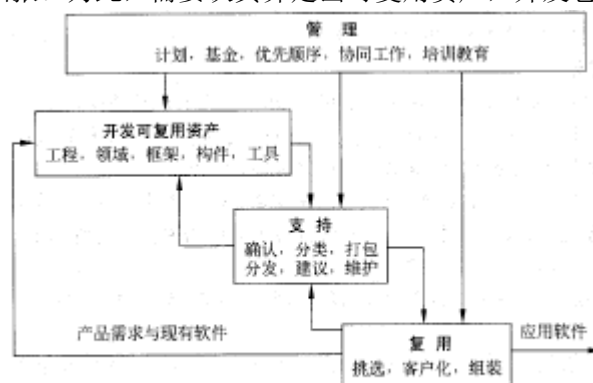 管 理
计划，基金，优先顺序，协同工作，培训教育
开发可复用资产
工程，领域，框架，构件，工具
支 持
确认，分类，打包
分发，建议，维护
产品需求与现有软件
应用软件
复 用
挑选，客户化，组装